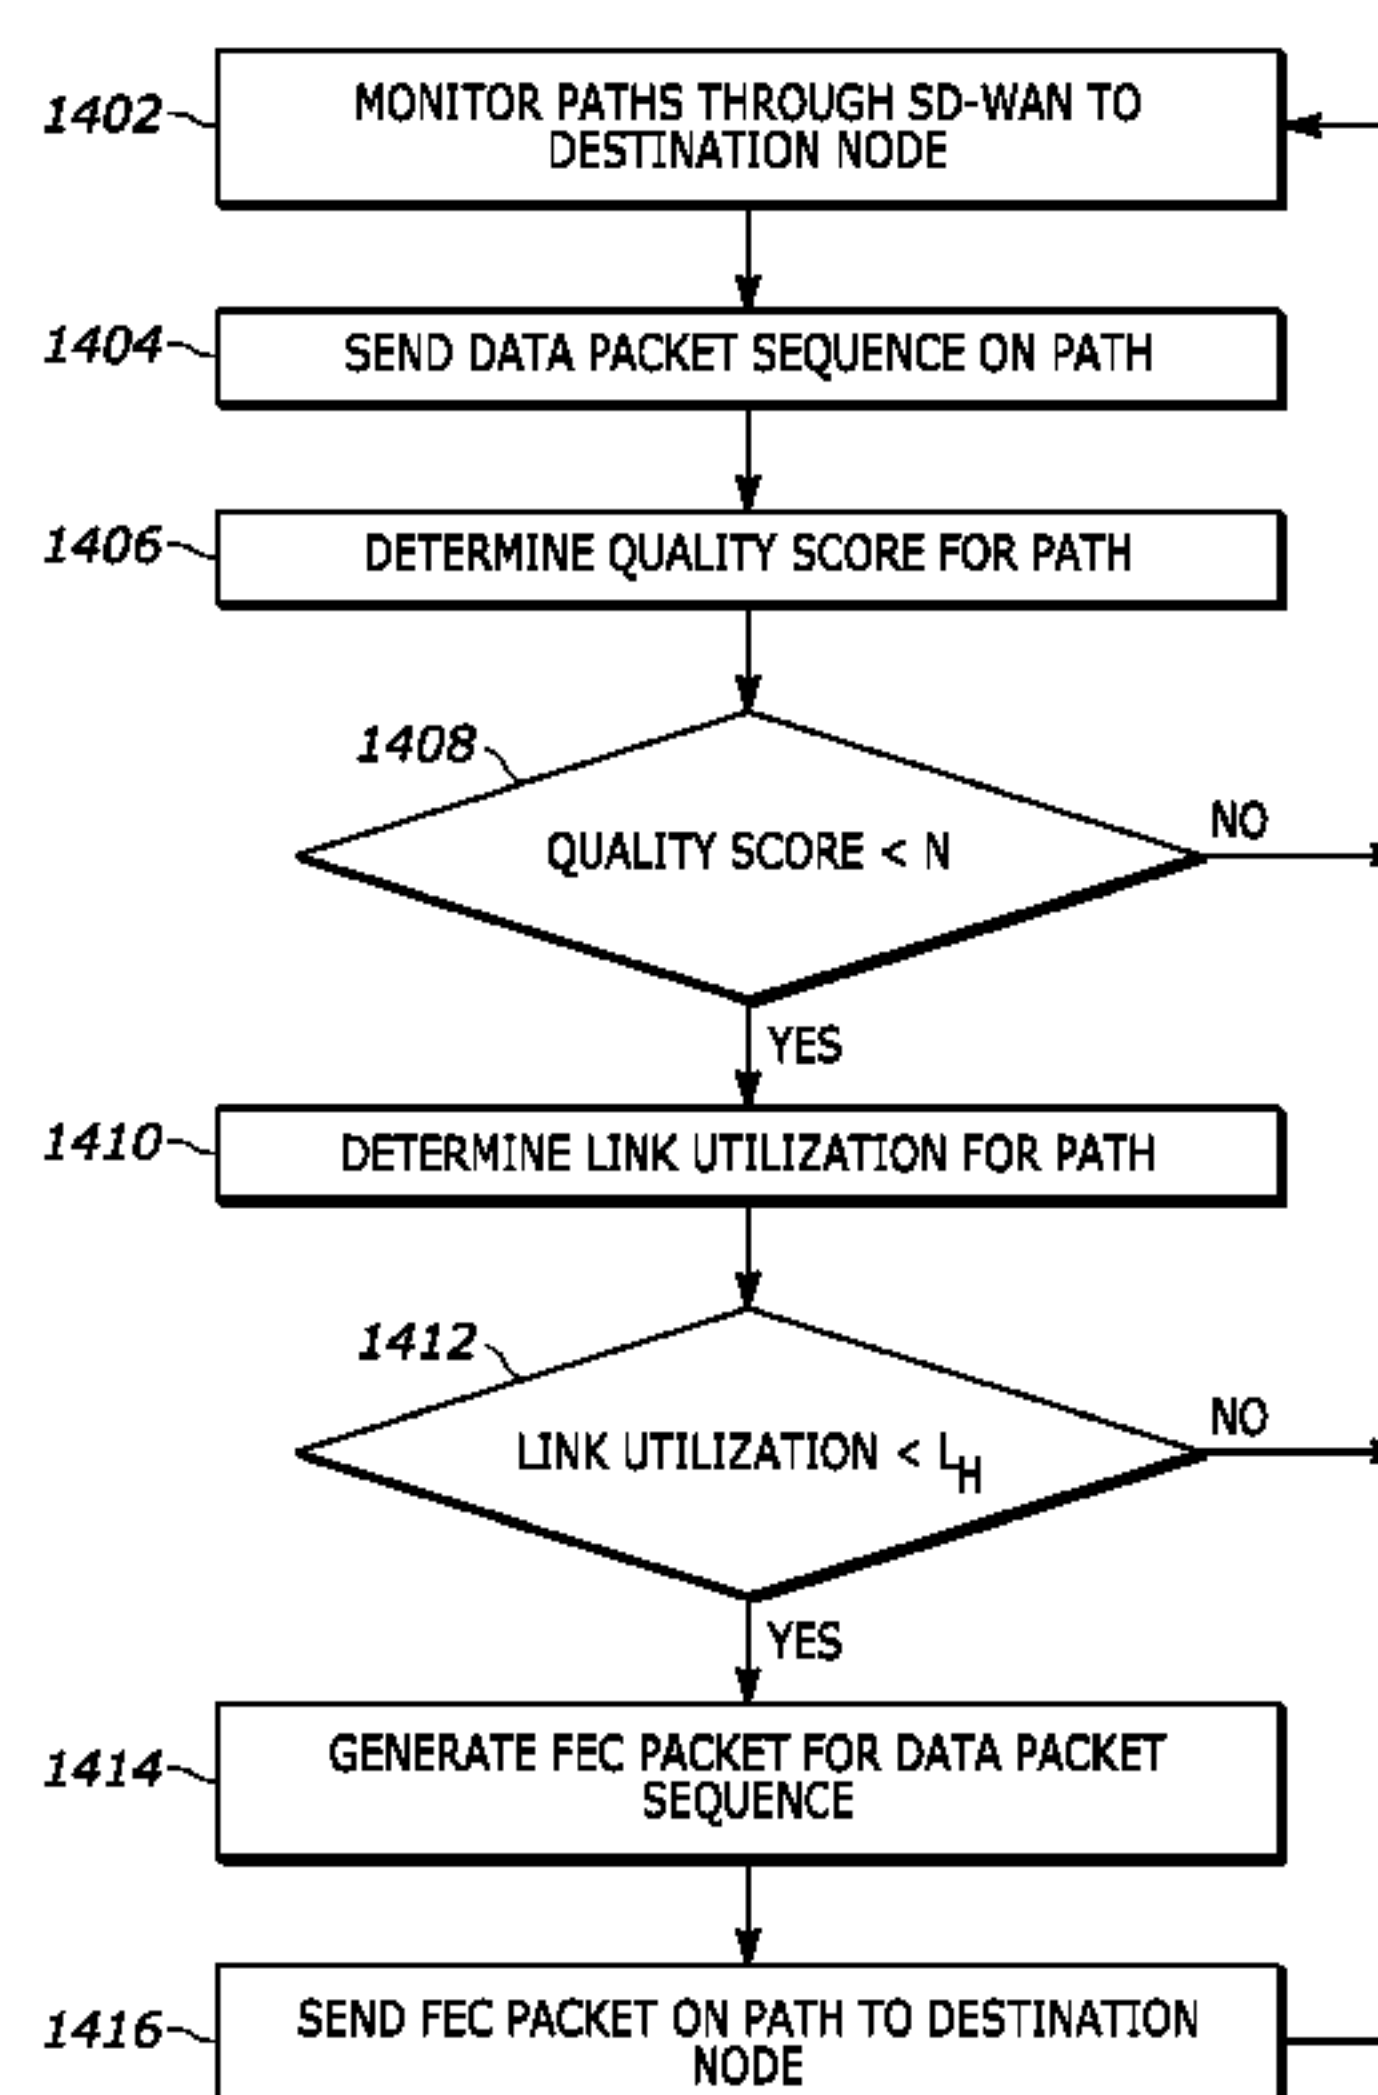 1402
MONITOR PATHS THROUGH SD-WAN TO
DESTINATION NODE
1404
SEND DATA PACKET SEQUENCE ON PATH
1406
DETERMINE QUALITY SCORE FOR PATH
1408
QUALITY SCORE < N
NO
YES
1410
DETERMINE LINK UTILIZATION FOR PATH
1412
LINK UTILIZATION < L_H
NO
YES
1414
GENERATE FEC PACKET FOR DATA PACKET
SEQUENCE
1416
SEND FEC PACKET ON PATH TO DESTINATION
NODE